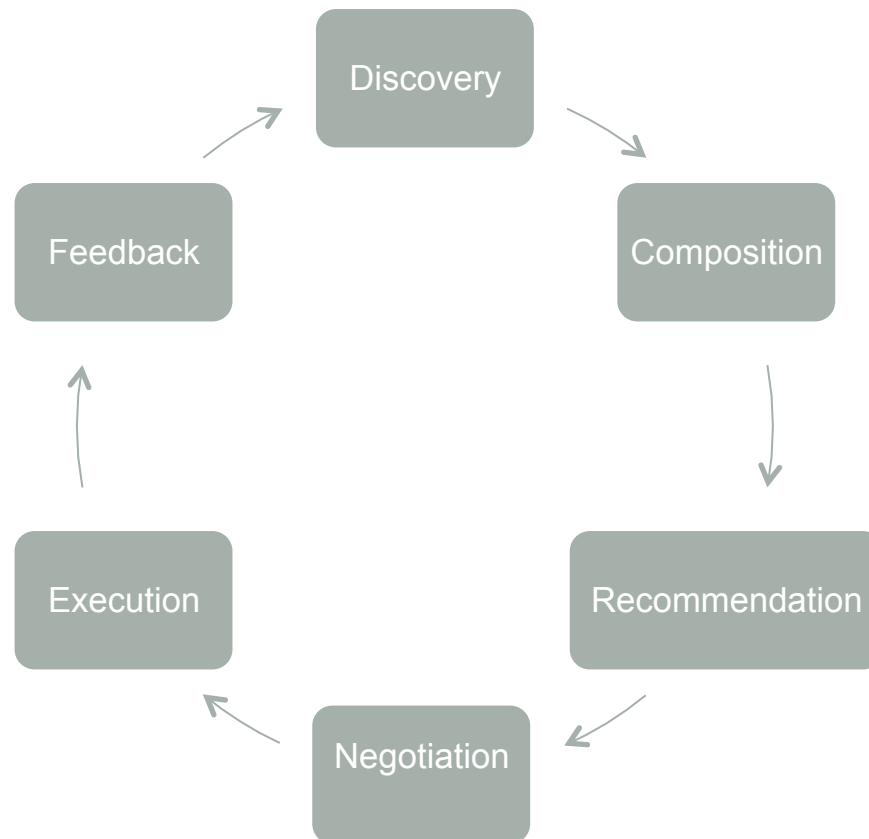 Discovery
Composition
Recommendation
Negotiation
Execution
Feedback